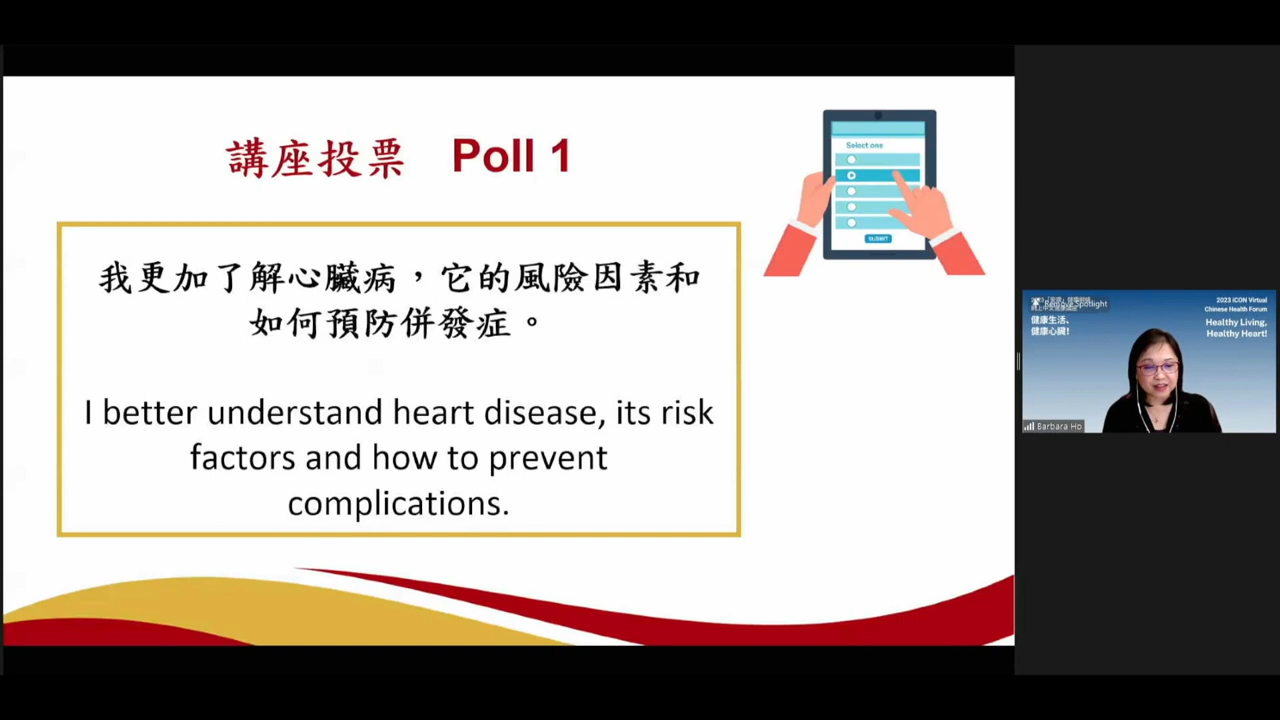 講座投票 Poll 1
我更加了解心臟病，它的風險因素和
如何預防併發症。
I better understand heart disease, its risk
factors and how to prevent
complications.
Select one
SUBMIT
Remove Spotlight
健康生活、
健康心臟!
2023 iCON Virtual
Chinese Health Forum
Healthy Living,
Healthy Heart!
Barbara Ho